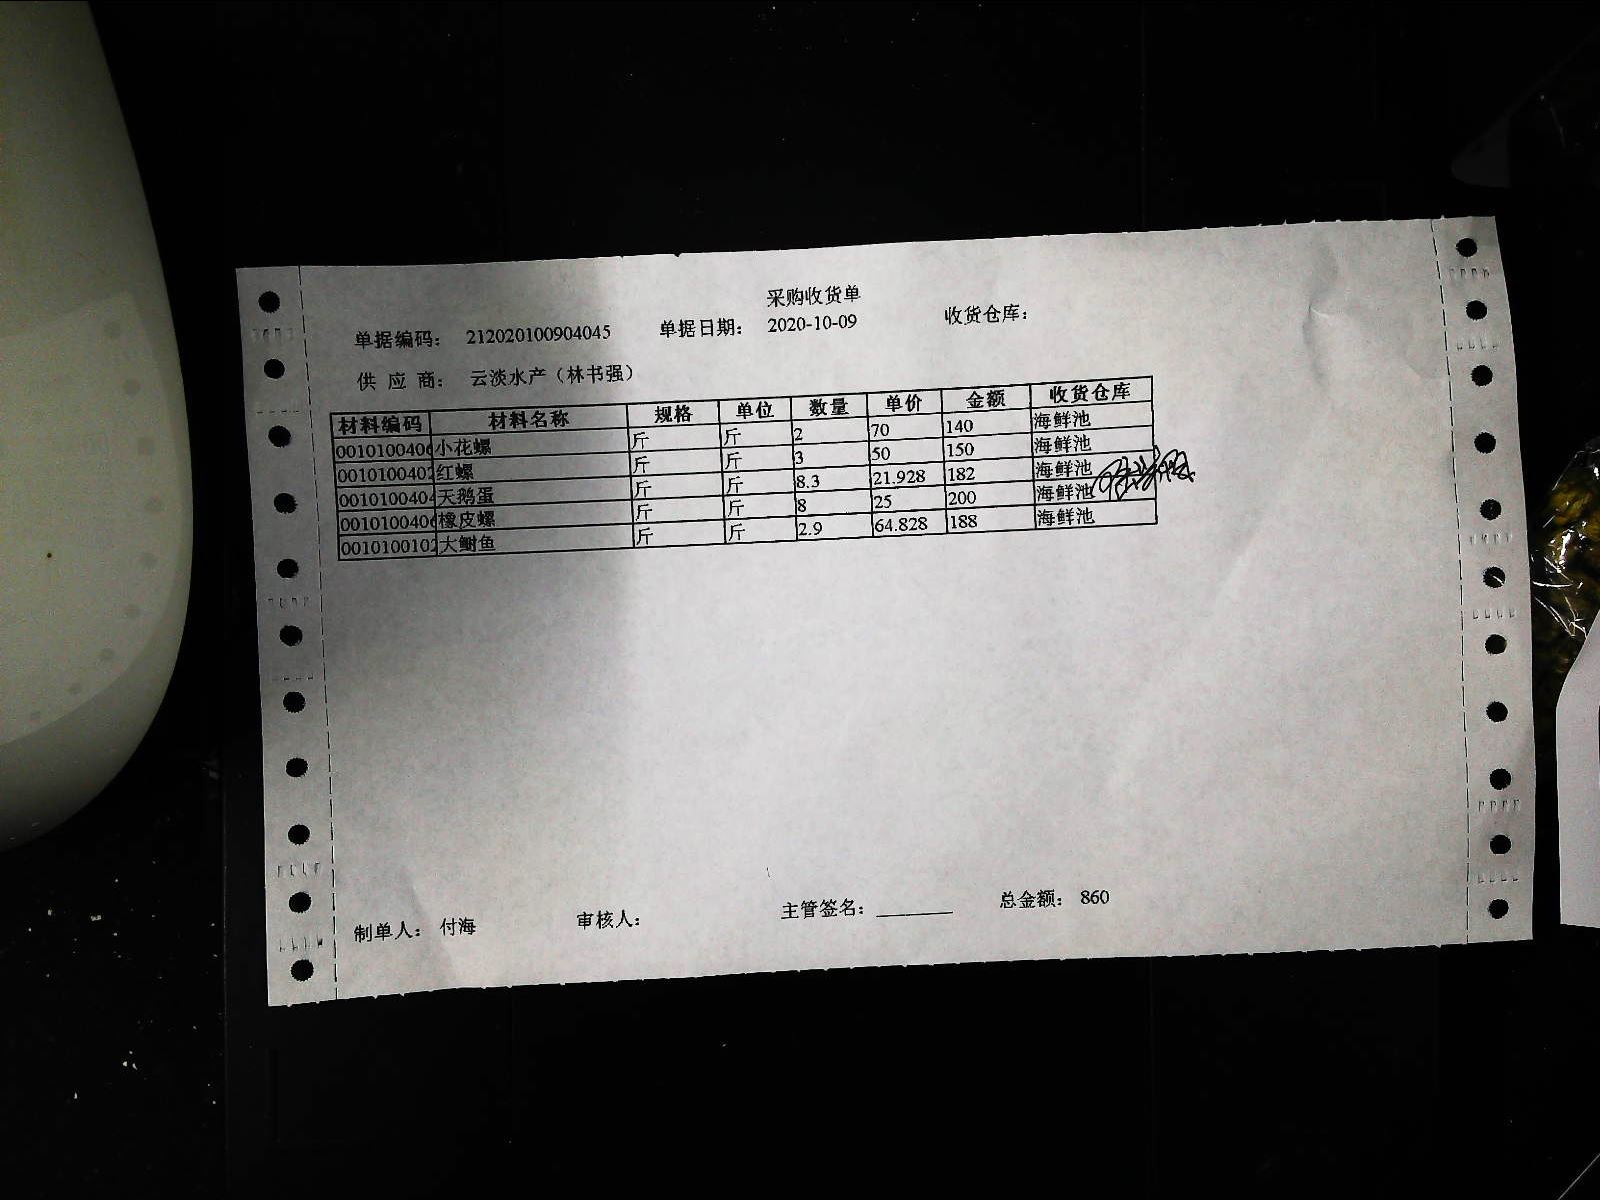 采购收货单
单据编码： 212020100904045 单据日期： 2020-10-09 收货仓库：
供 应 商： 云淡水产（林书强）
材料编码 材料名称 规格 单位 数量 单价 金额 收货仓库
0010100406 小花螺 斤 斤 2 70 140 海鲜池
0010100402 红螺 斤 斤 3 50 150 海鲜池
0010100404 天鹅蛋 斤 斤 8.3 21.928 182 海鲜池
0010100406 橡皮螺 斤 斤 8 25 200 海鲜池
0010100102 大鲥鱼 斤 斤 2.9 64.828 188 海鲜池
制单人： 付海 审核人： 主管签名： 总金额： 860